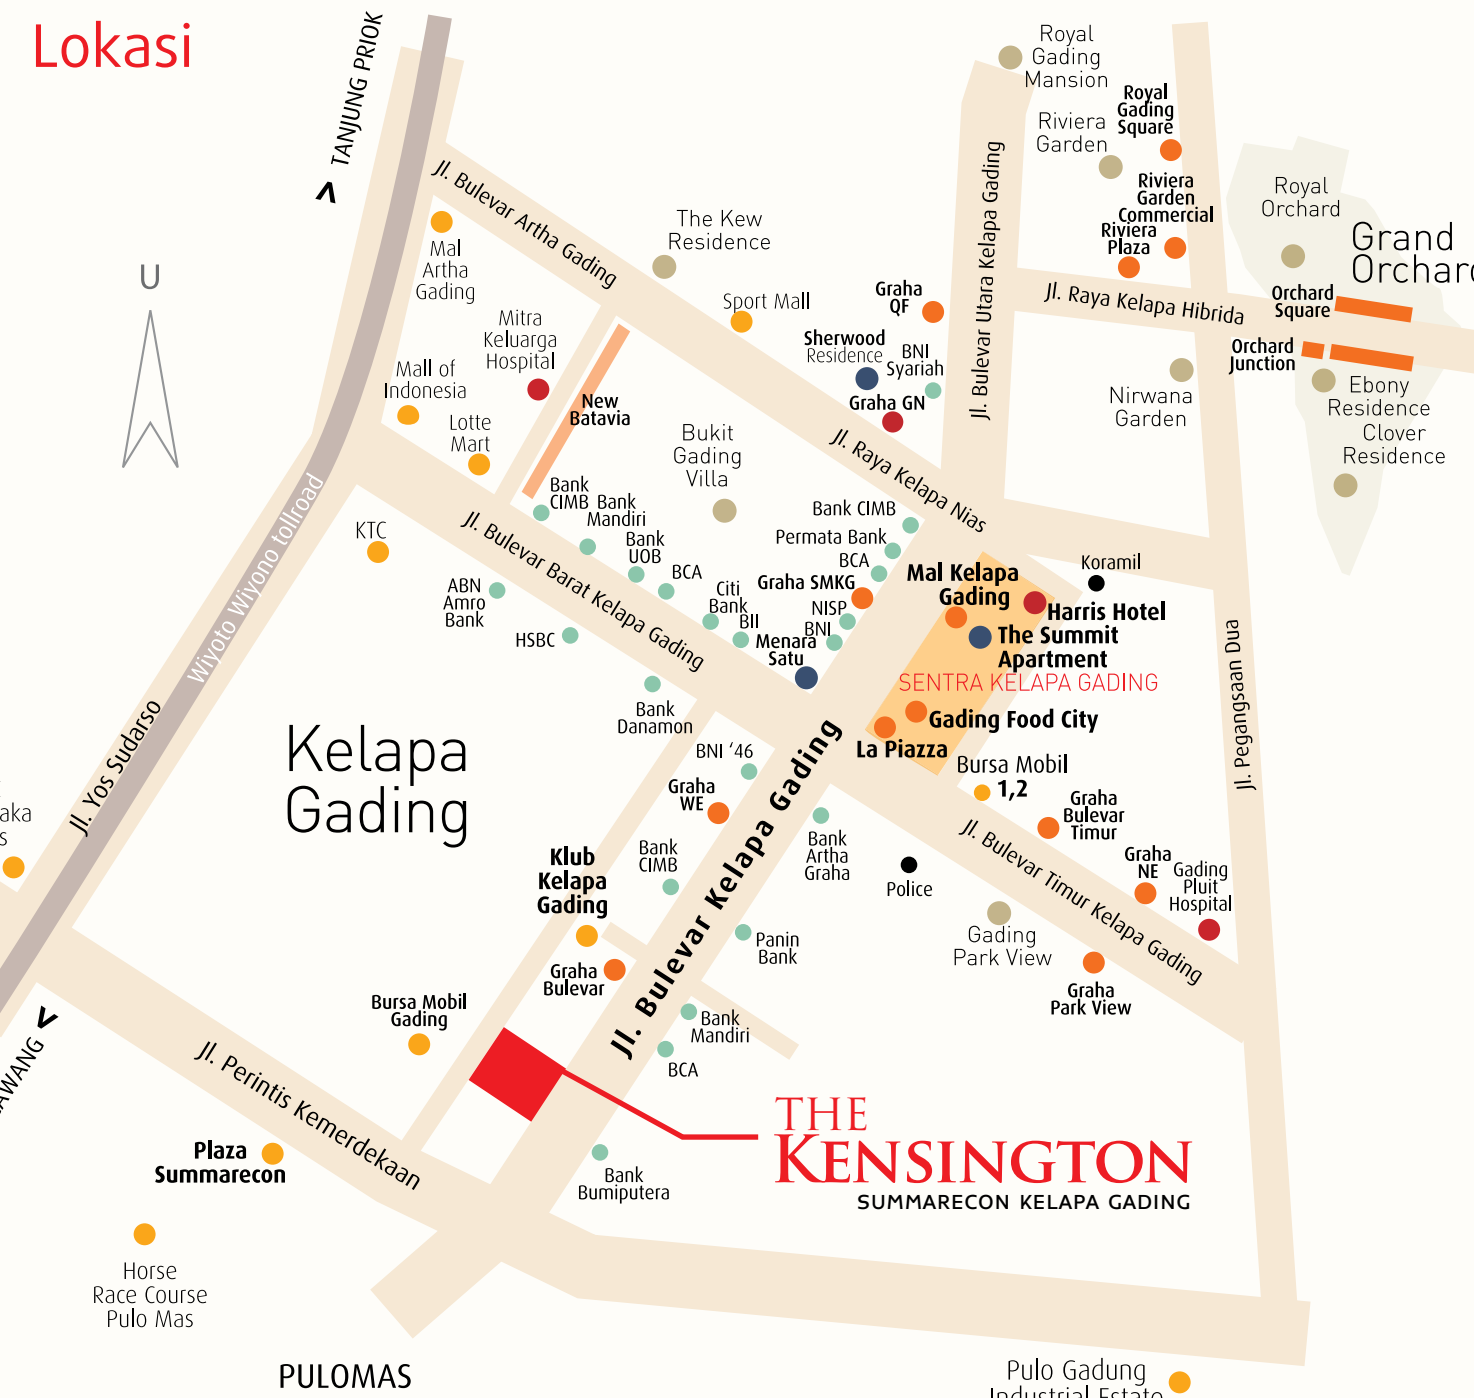 Lokasi
TANJUNG PRIOK
U
Royal
Gading
Mansion
Royal
Gading
Square
Riviera
Garden
Riviera
Garden
Commercial
Riviera
Plaza
Royal
Orchard
Grand
Orchard
Orchard
Square
Orchard
Junction
Ebony
Residence
Clover
Residence
Nirwana
Garden
Jl. Raya Kelapa Hibrida
Jl. Bulevar Utara Kelapa Gading
Jl. Bulevar Artha Gading
The Kew
Residence
Sport Mall
Graha
QF
Sherwood
Residence
BNI
Syariah
Graha GN
Jl. Raya Kelapa Nias
Mal
Artha
Gading
Mitra
Keluarga
Hospital
Mall of
Indonesia
Lotte
Mart
New
Batavia
Bukit
Gading
Villa
KTC
Wiyoto Wiyono tollroad
Jl. Yos Sudarso
Jl. Bulevar Barat Kelapa Gading
Bank
CIMB
Bank
Mandiri
Bank
UOB
BCA
Citi
Bank
BII
Menara
Satu
ABN
Amro
Bank
HSBC
Bank
Danamon
Bank CIMB
Permata Bank
BCA
Graha SMKG
NISP
BNI
Mal Kelapa
Gading
Koramil
Harris Hotel
The Summit
Apartment
SENTRA KELAPA GADING
Gading Food City
La Piazza
Bursa Mobil
1,2
Jl. Pegangsaan Dua
Kelapa
Gading
BNI ‘46
Graha
WE
Jl. Bulevar Kelapa Gading
Bank
CIMB
Bank
Artha
Graha
Police
Graha
Bulevar
Timur
Graha
NE
Gading
Pluit
Hospital
Jl. Bulevar Timur Kelapa Gading
Gading
Park View
Graha
Park View
Klub
Kelapa
Gading
Graha
Bulevar
Panin
Bank
Bank
Mandiri
BCA
Bursa Mobil
Gading
aka
s
AWANG
Jl. Perintis Kemerdekaan
Plaza
Summarecon
Bank
Bumiputera
THE
KENSINGTON
SUMMARECON KELAPA GADING
Horse
Race Course
Pulo Mas
PULOMAS
Pulo Gadung
Industrial Estate